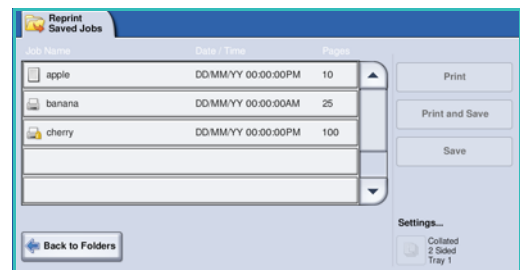 Reprint
Saved Jobs
Job Name Date / Time Pages
apple DD/MM/YY 00:00:00PM 10
banana DD/MM/YY 00:00:00AM 25
cherry DD/MM/YY 00:00:00PM 100
Print
Print and Save
Save
Back to Folders
Settings...
Collated
2 Sided
Tray 1